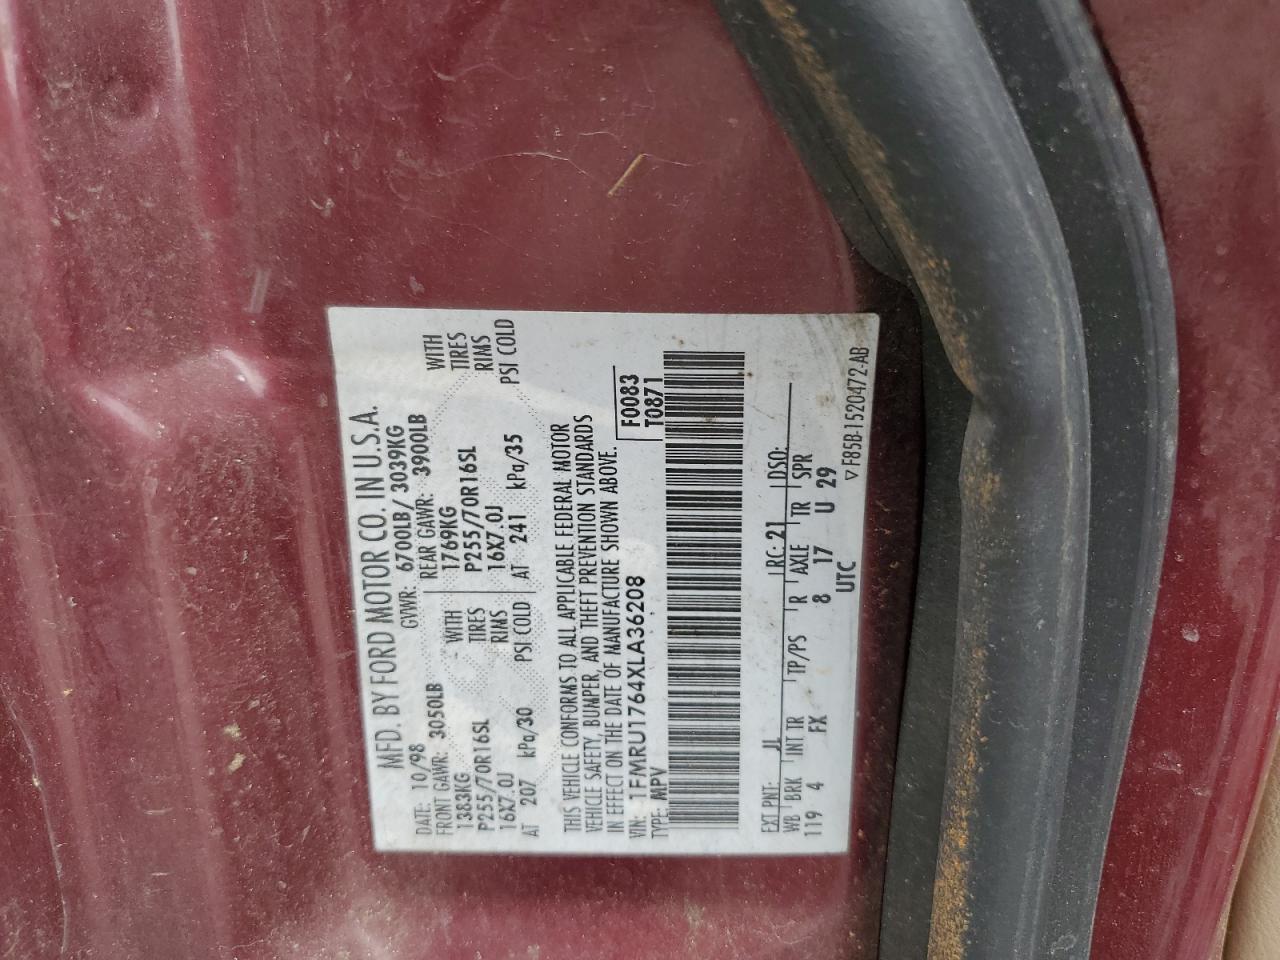 MFD. BY FORD MOTOR CO. IN U.S.A.
DATE: 10/98 GVWR: 6700LB/ 3039KG
FRONT GAWR: 3050LB REAR GAWR: 3900LB
1383KG WITH 1769KG WITH
P255/70R16SL TIRES P255/70R16SL TIRES
16X7.0J RIMS 16X7.0J RIMS
AT 207 kPa/30 PSI COLD AT 241 kPa/35 PSI COLD
THIS VEHICLE CONFORMS TO ALL APPLICABLE FEDERAL MOTOR
VEHICLE SAFETY, BUMPER, AND THEFT PREVENTION STANDARDS
IN EFFECT ON THE DATE OF MANUFACTURE SHOWN ABOVE.
VIN: 1FMRU1764XLA36208 F0083
TYPE: MPV T0871
EXT PNT: JL RC: 21 DSO:
WB BRK INT TR TP/PS R AXLE TR SPR
119 4 FX 8 17 U 29
UTC
▽ F85B-1520472-AB